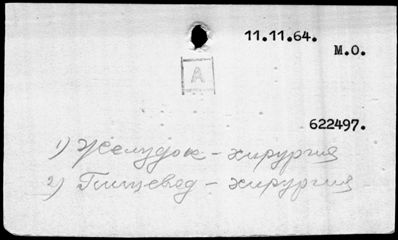 11.11.64.
М.О.
А
622497.
1) Желудок - хирургия
2) Пищевод - хирургия